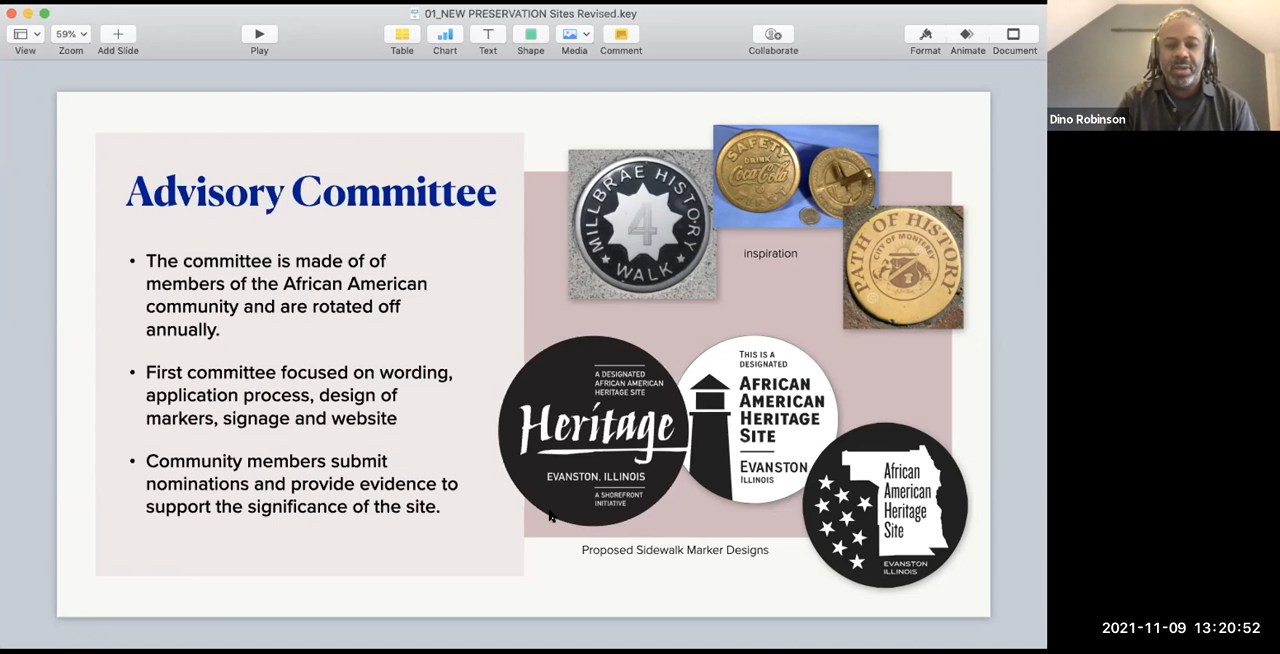 01_NEW PRESERVATION Sites Revised.key
59%
View
Zoom
Add Slide
Play
Table
Chart
Text
Shape
Media
Comment
Collaborate
Format
Animate
Document
Dino Robinson
Advisory Committee
• The committee is made of of
members of the African American
community and are rotated off
annually.
• First committee focused on wording,
application process, design of
markers, signage and website
• Community members submit
nominations and provide evidence to
support the significance of the site.
MILLBRAE HISTORY
4
WALK
SAFETY
DRINK
Coca-Cola
inspiration
PATH OF HISTORY
CITY OF MONTEREY
A DESIGNATED
AFRICAN AMERICAN
HERITAGE SITE
Heritage
EVANSTON, ILLINOIS
A SHOREFRONT
INITIATIVE
THIS IS A
DESIGNATED
AFRICAN
AMERICAN
HERITAGE
SITE
EVANSTON
ILLINOIS
African
American
Heritage
Site
EVANSTON
ILLINOIS
Proposed Sidewalk Marker Designs
2021-11-09 13:20:52